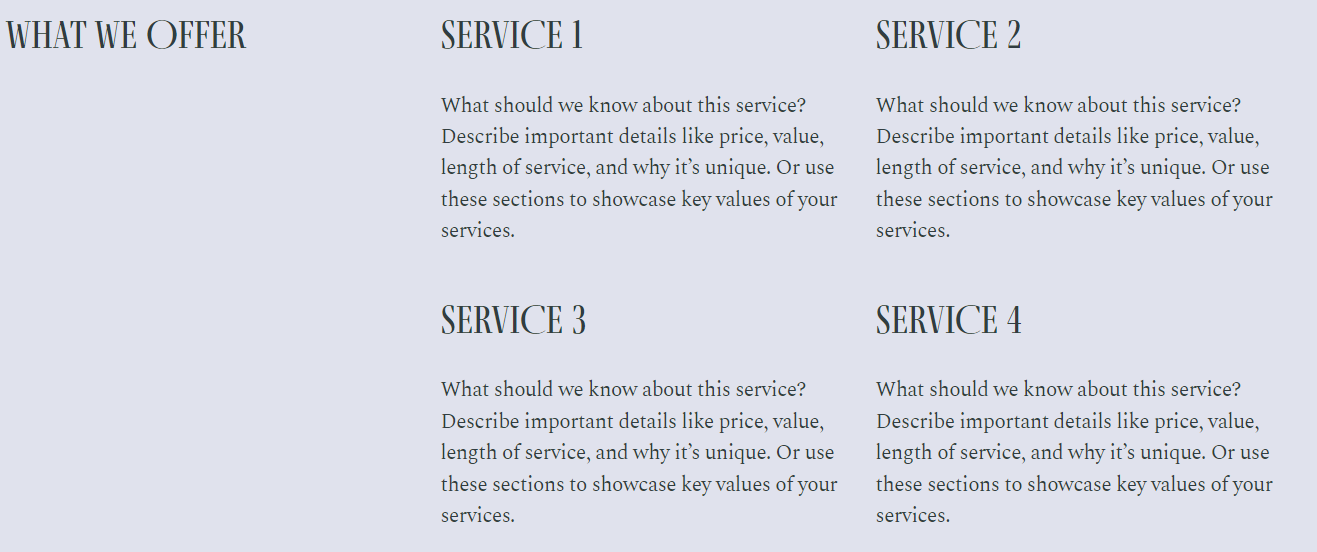 WHAT WE OFFER
SERVICE 1
What should we know about this service?
Describe important details like price, value,
length of service, and why it’s unique. Or use
these sections to showcase key values of your
services.
SERVICE 2
What should we know about this service?
Describe important details like price, value,
length of service, and why it’s unique. Or use
these sections to showcase key values of your
services.
SERVICE 3
What should we know about this service?
Describe important details like price, value,
length of service, and why it’s unique. Or use
these sections to showcase key values of your
services.
SERVICE 4
What should we know about this service?
Describe important details like price, value,
length of service, and why it’s unique. Or use
these sections to showcase key values of your
services.